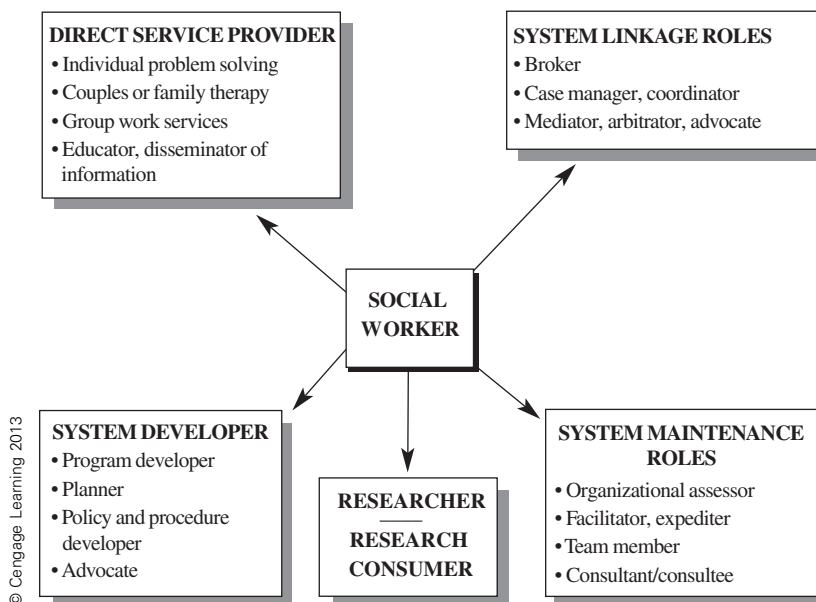 DIRECT SERVICE PROVIDER
• Individual problem solving
• Couples or family therapy
• Group work services
• Educator, disseminator of
information
SYSTEM LINKAGE ROLES
• Broker
• Case manager, coordinator
• Mediator, arbitrator, advocate
SOCIAL
WORKER
SYSTEM DEVELOPER
• Program developer
• Planner
• Policy and procedure
developer
• Advocate
RESEARCHER
RESEARCH
CONSUMER
SYSTEM MAINTENANCE
ROLES
• Organizational assessor
• Facilitator, expediter
• Team member
• Consultant/consultee
© Cengage Learning 2013